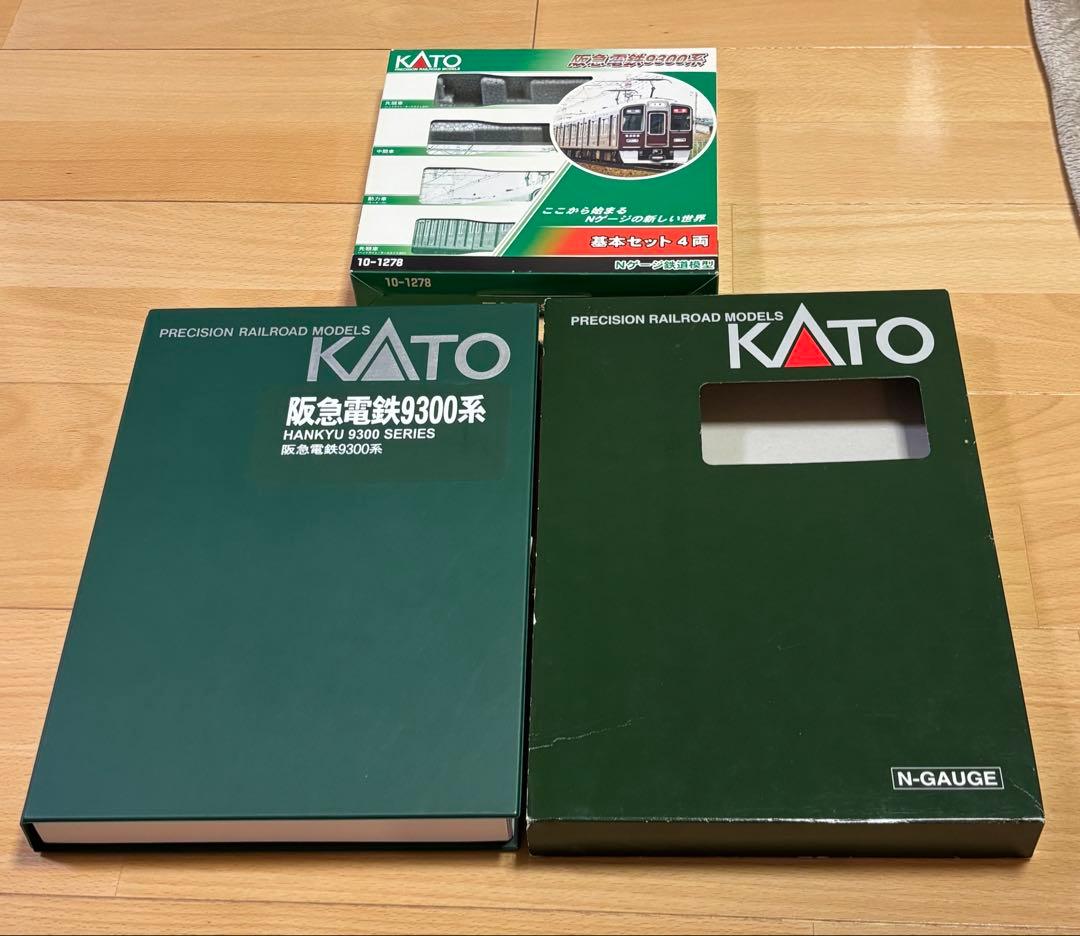 KATO
PRECISION RAILROAD MODELS
阪急電鉄9300系
先頭車
中間車
動力車
先頭車
ここから始まる
Nゲージの新しい世界
基本セット 4両
10-1278
Nゲージ鉄道模型
10-1278
PRECISION RAILROAD MODELS
KATO
阪急電鉄9300系
HANKYU 9300 SERIES
阪急電鉄9300系
PRECISION RAILROAD MODELS
KATO
N-GAUGE